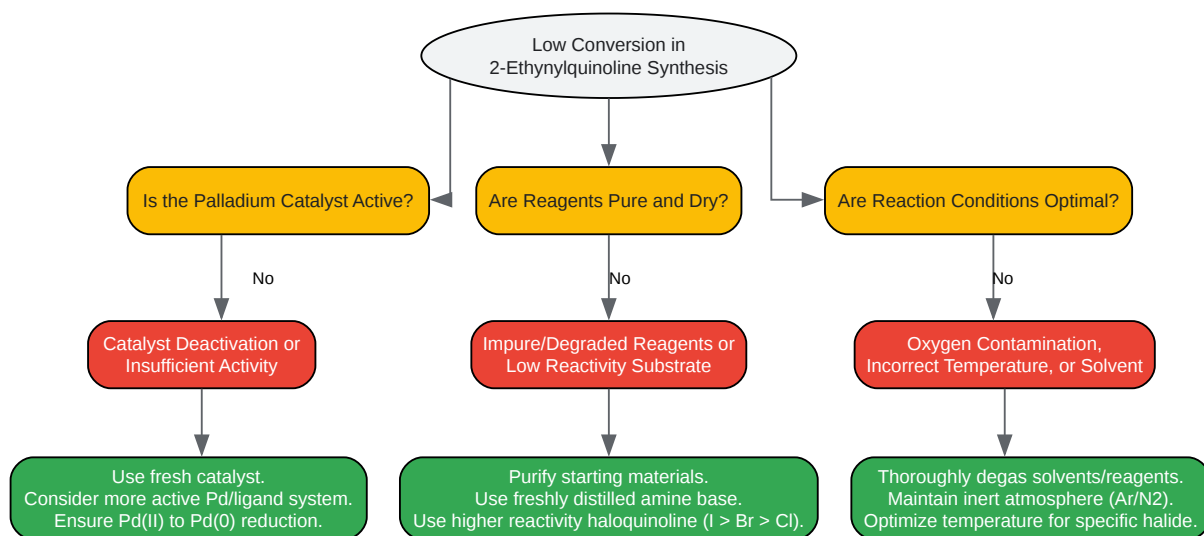 Low Conversion in
2-Ethynylquinoline Synthesis
Is the Palladium Catalyst Active?
Are Reagents Pure and Dry?
Are Reaction Conditions Optimal?
No
No
No
Catalyst Deactivation or
Insufficient Activity
Impure/Degraded Reagents or
Low Reactivity Substrate
Oxygen Contamination,
Incorrect Temperature, or Solvent
Use fresh catalyst.
Consider more active Pd/ligand system.
Ensure Pd(II) to Pd(0) reduction.
Purify starting materials.
Use freshly distilled amine base.
Use higher reactivity haloquinoline (I > Br > Cl).
Thoroughly degas solvents/reagents.
Maintain inert atmosphere (Ar/N2).
Optimize temperature for specific halide.